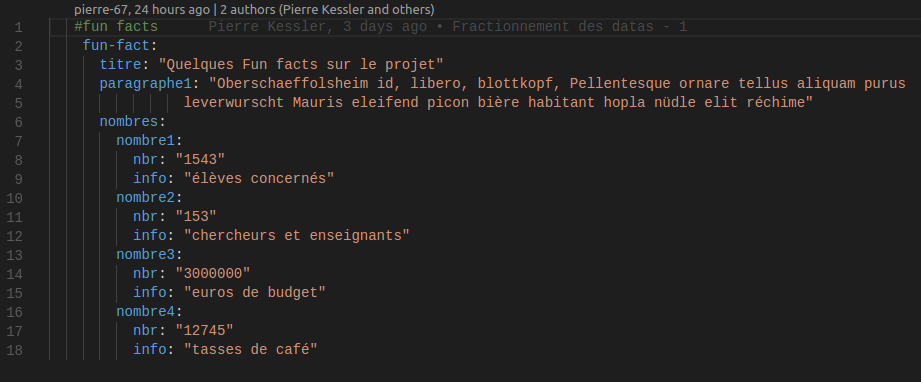 pierre-67, 24 hours ago | 2 authors (Pierre Kessler and others)
1 #fun facts Pierre Kessler, 3 days ago • Fractionnement des datas - 1
2 fun-fact:
3 titre: "Quelques Fun facts sur le projet"
4 paragraphe1: "Oberschaeffolsheim id, libero, blottkopf, Pellentesque ornare tellus aliquam purus
5 leverwurscht Mauris eleifend picon bière habitant hopla nüdle elit réchime"
6 nombres:
7 nombre1:
8 nbr: "1543"
9 info: "élèves concernés"
10 nombre2:
11 nbr: "153"
12 info: "chercheurs et enseignants"
13 nombre3:
14 nbr: "3000000"
15 info: "euros de budget"
16 nombre4:
17 nbr: "12745"
18 info: "tasses de café"